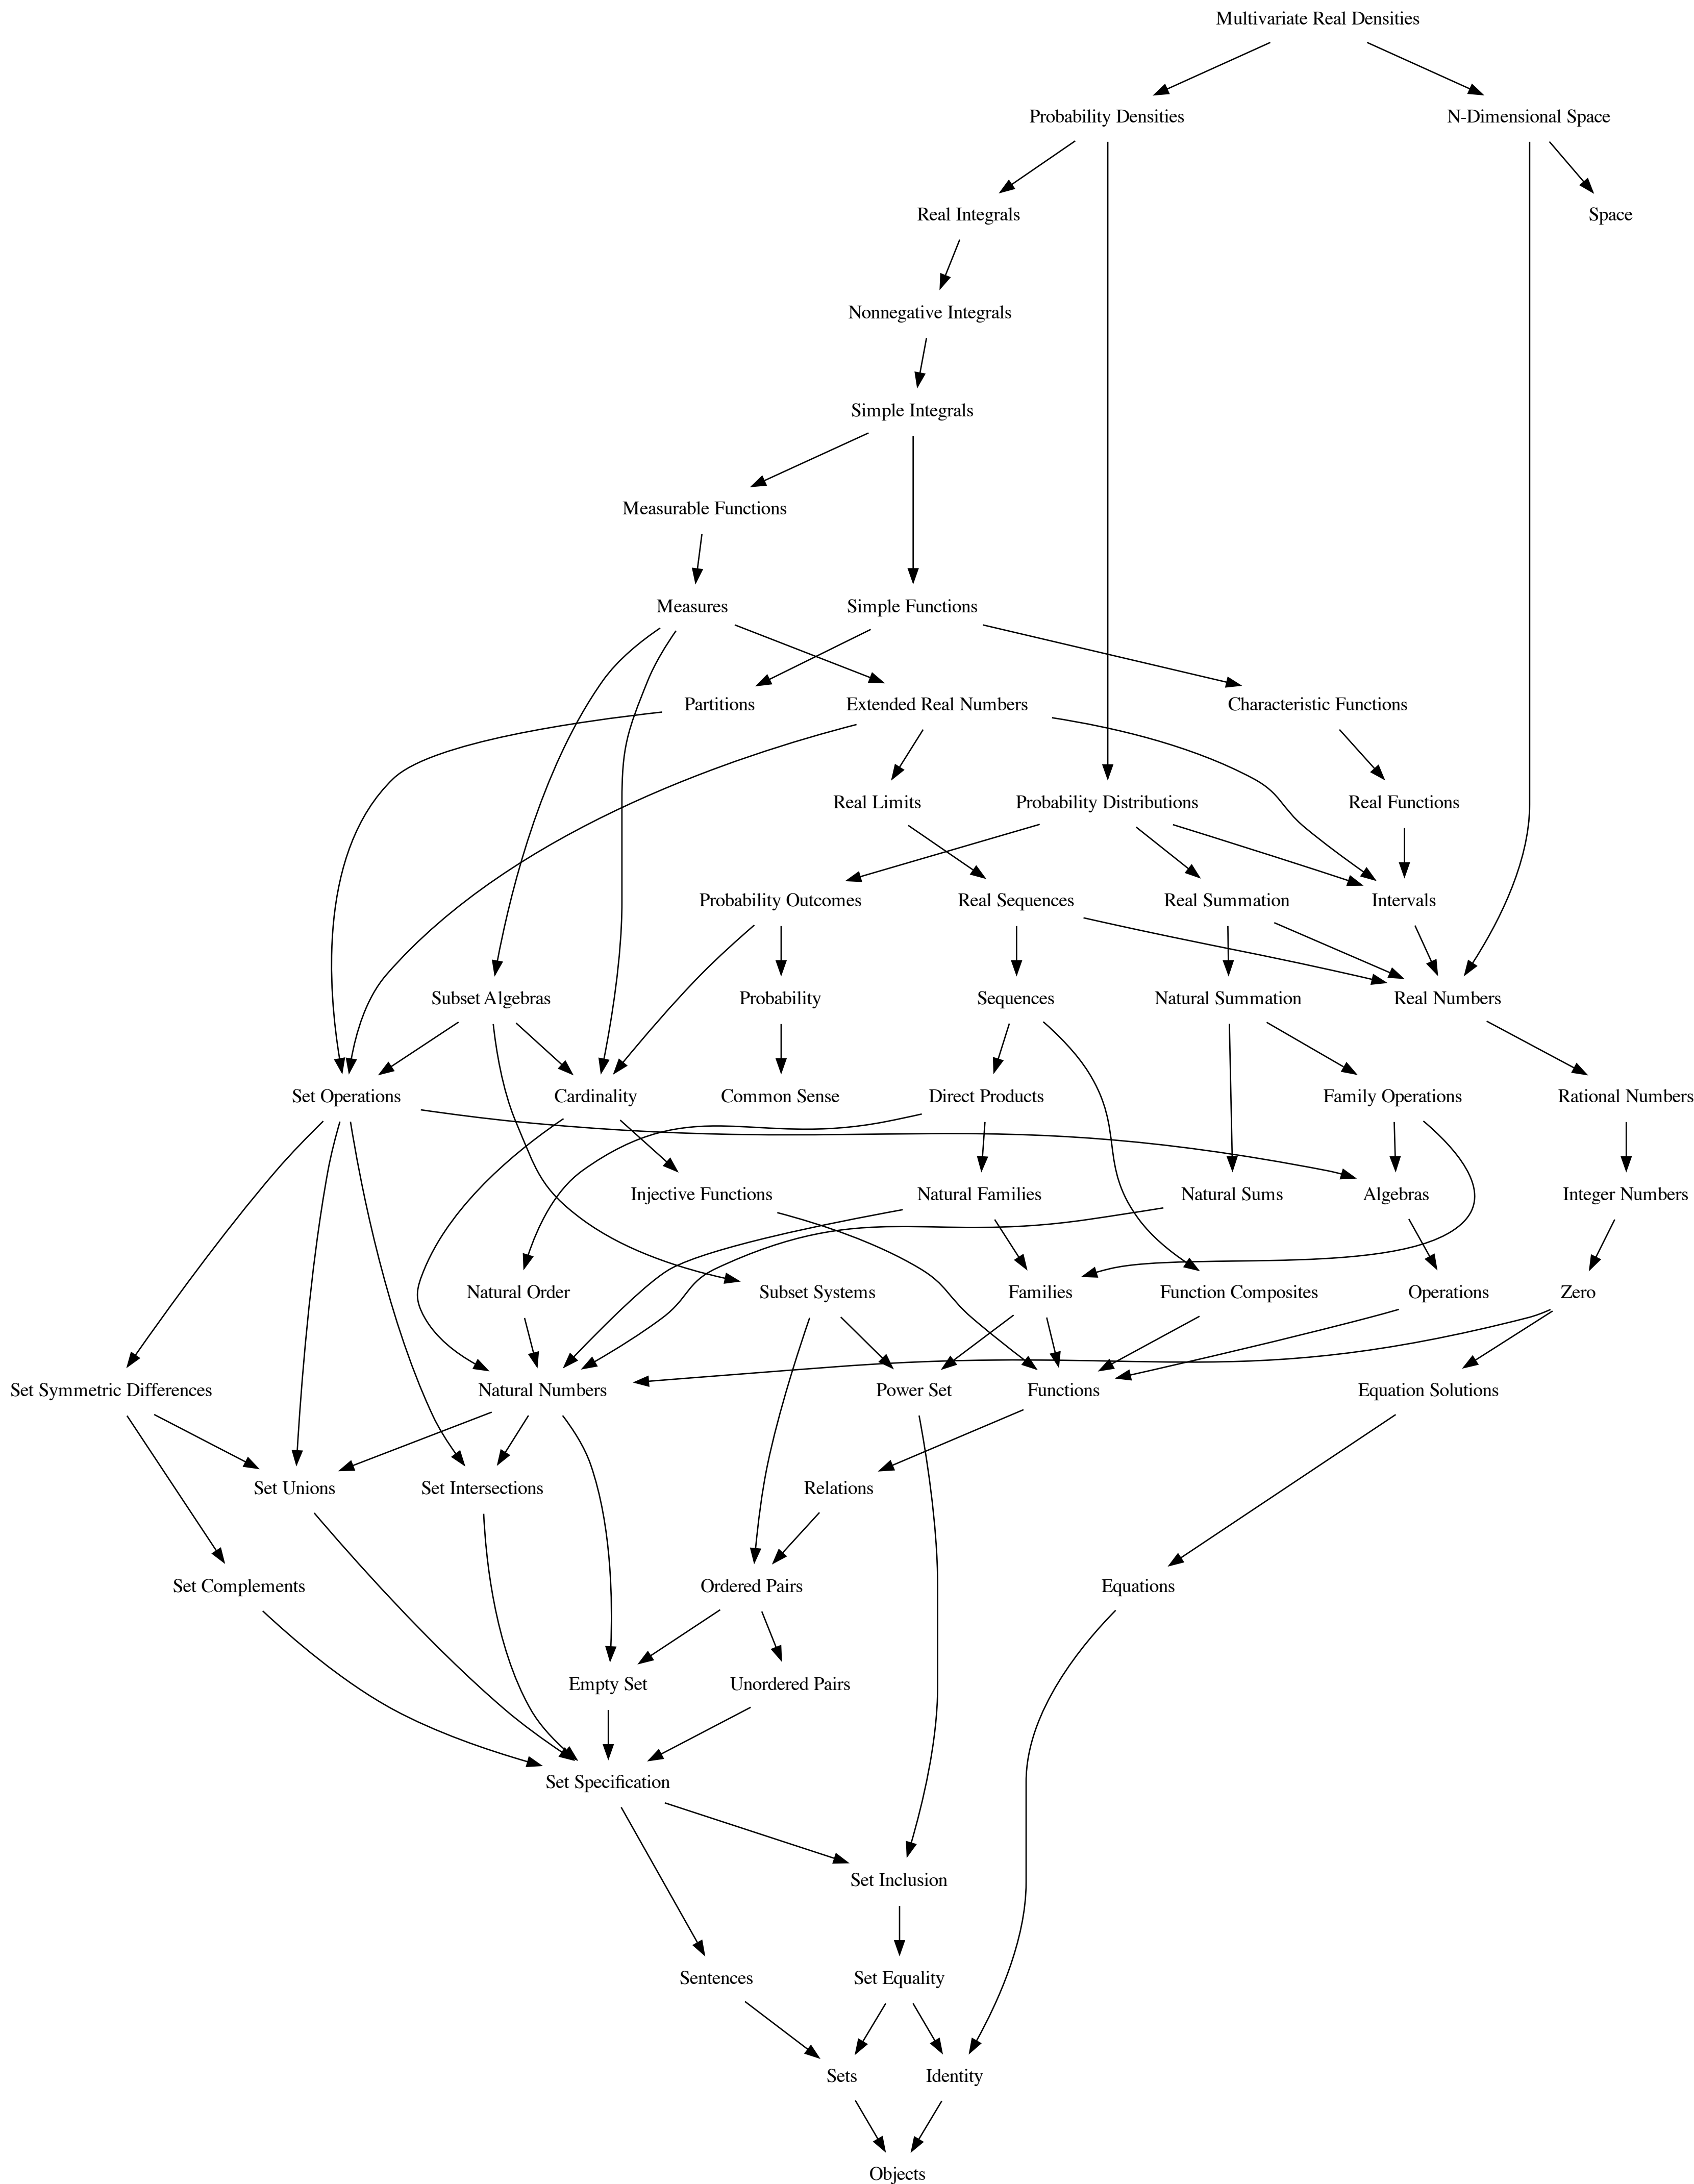 Multivariate Real Densities
Probability Densities
N-Dimensional Space
Real Integrals
Space
Nonnegative Integrals
Simple Integrals
Measurable Functions
Measures
Simple Functions
Partitions
Extended Real Numbers
Characteristic Functions
Real Limits
Probability Distributions
Real Functions
Probability Outcomes
Real Sequences
Real Summation
Intervals
Subset Algebras
Probability
Sequences
Natural Summation
Real Numbers
Set Operations
Cardinality
Common Sense
Direct Products
Family Operations
Rational Numbers
Injective Functions
Natural Families
Natural Sums
Algebras
Integer Numbers
Natural Order
Subset Systems
Families
Function Composites
Operations
Zero
Set Symmetric Differences
Natural Numbers
Power Set
Functions
Equation Solutions
Set Unions
Set Intersections
Relations
Set Complements
Ordered Pairs
Equations
Empty Set
Unordered Pairs
Set Specification
Set Inclusion
Sentences
Set Equality
Sets
Identity
Objects